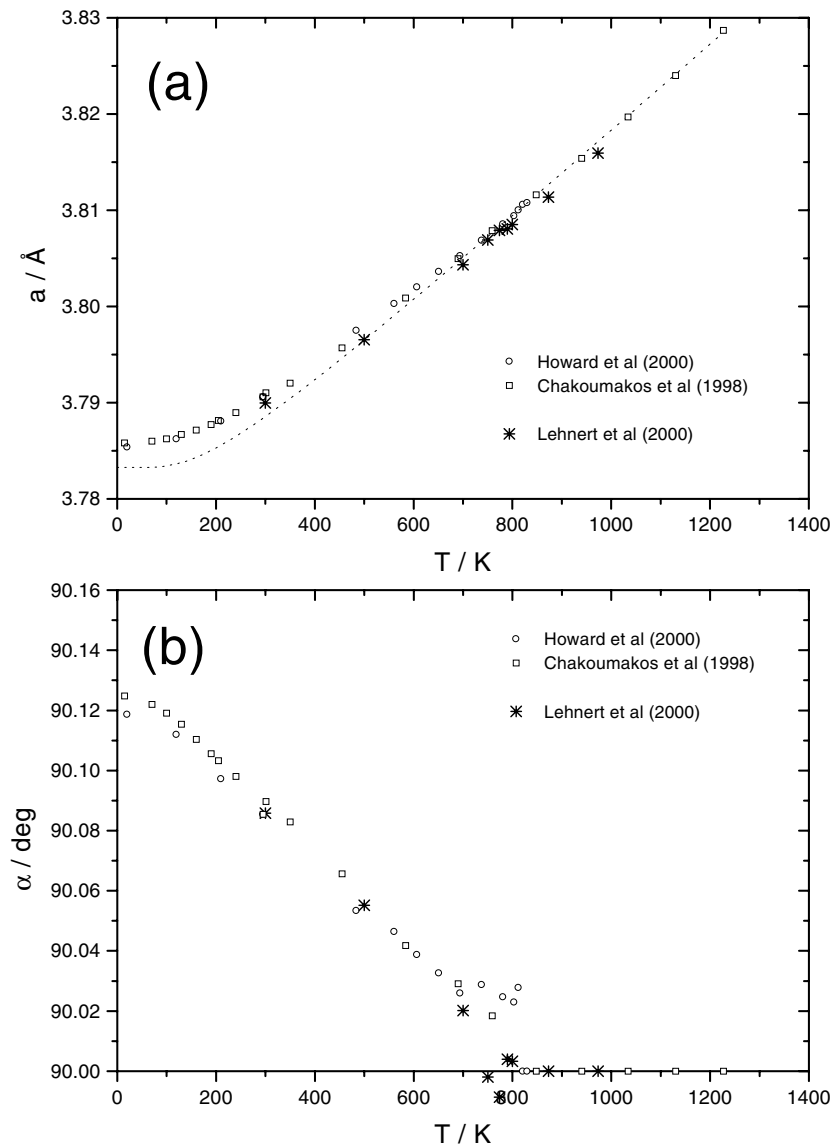 (a)
3.83
3.82
3.81
3.80
3.79
3.78
a / Å
Howard et al (2000)
Chakoumakos et al (1998)
Lehnert et al (2000)
0 200 400 600 800 1000 1200 1400
T / K
(b)
90.16
90.14
90.12
90.10
90.08
90.06
90.04
90.02
90.00
α / deg
Howard et al (2000)
Chakoumakos et al (1998)
Lehnert et al (2000)
0 200 400 600 800 1000 1200 1400
T / K